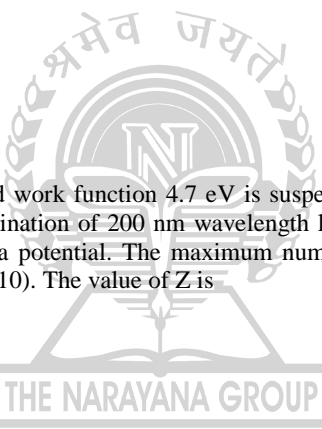 श्रमेव जयते
N
d work function 4.7 eV is suspe
ination of 200 nm wavelength l
a potential. The maximum num
10). The value of Z is
THE NARAYANA GROUP